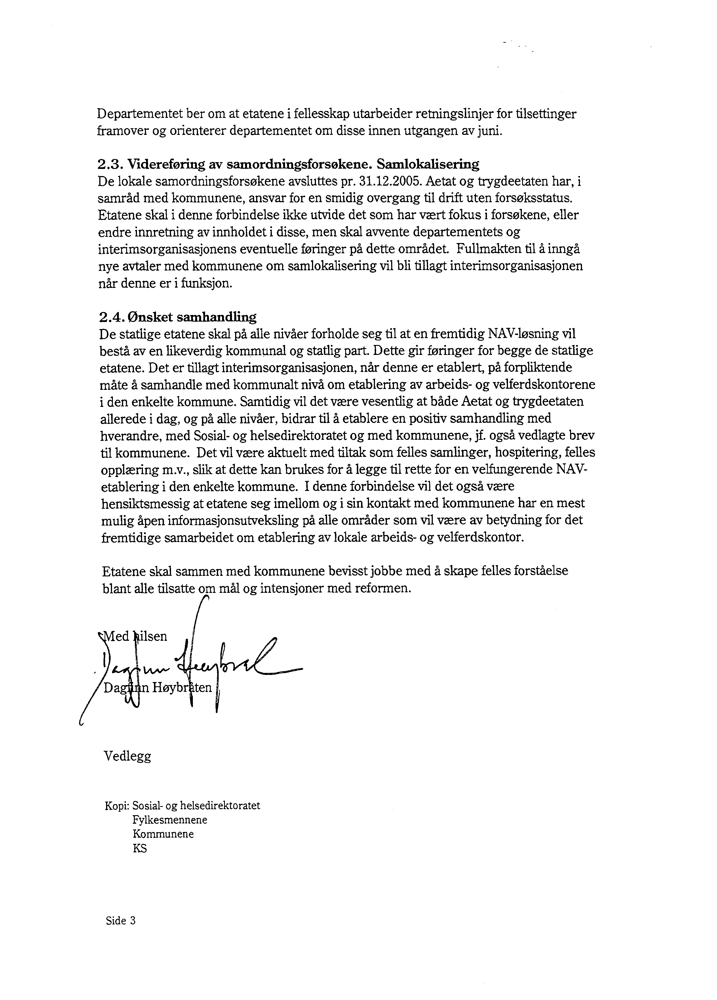 Departementet ber om at etatene i fellesskap utarbeider retningslinjer for tilsettinger
framover og orienterer departementet om disse innen utgangen av juni.
2.3. Videreføring av samordningsforsøkene. Samlokalisering
De lokale samordningsforsøkene avsluttes pr. 31.12.2005. Aetat og trygdeetaten har, i
samråd med kommunene, ansvar for en smidig overgang til drift uten forsøksstatus.
Etatene skal i denne forbindelse ikke utvide det som har vært fokus i forsøkene, eller
endre innretning av innholdet i disse, men skal avvente departementets og
interimsorganisasjonens eventuelle føringer på dette området.  Fullmakten til å inngå
nye avtaler med kommunene om samlokalisering vil bli tillagt interimsorganisasjonen
når denne er i funksjon.
2.4. Ønsket samhandling
De statlige etatene skal på alle nivåer forholde seg til at en fremtidig NAV-løsning vil
bestå av en likeverdig kommunal og statlig part. Dette gir føringer for begge de statlige
etatene. Det er tillagt interimsorganisasjonen, når denne er etablert, på forpliktende
måte å samhandle med kommunalt nivå om etablering av arbeids- og velferdskontorene
i den enkelte kommune. Samtidig vil det være vesentlig at både Aetat og trygdeetaten
allerede i dag, og på alle nivåer, bidrar til å etablere en positiv samhandling med
hverandre, med Sosial- og helsedirektoratet og med kommunene, jf. også vedlagte brev
til kommunene.  Det vil være aktuelt med tiltak som felles samlinger, hospitering, felles
opplæring m.v., slik at dette kan brukes for å legge til rette for en velfungerende NAV-
etablering i den enkelte kommune.  I denne forbindelse vil det også være
hensiktsmessig at etatene seg imellom og i sin kontakt med kommunene har en mest
mulig åpen informasjonsutveksling på alle områder som vil være av betydning for det
fremtidige samarbeidet om etablering av lokale arbeids- og velferdskontor.
Etatene skal sammen med kommunene bevisst jobbe med å skape felles forståelse
blant alle tilsatte om mål og intensjoner med reformen.
Med hilsen
Dagfinn Høybråten
Vedlegg
Kopi: Sosial- og helsedirektoratet
Fylkesmennene
Kommunene
KS
Side 3